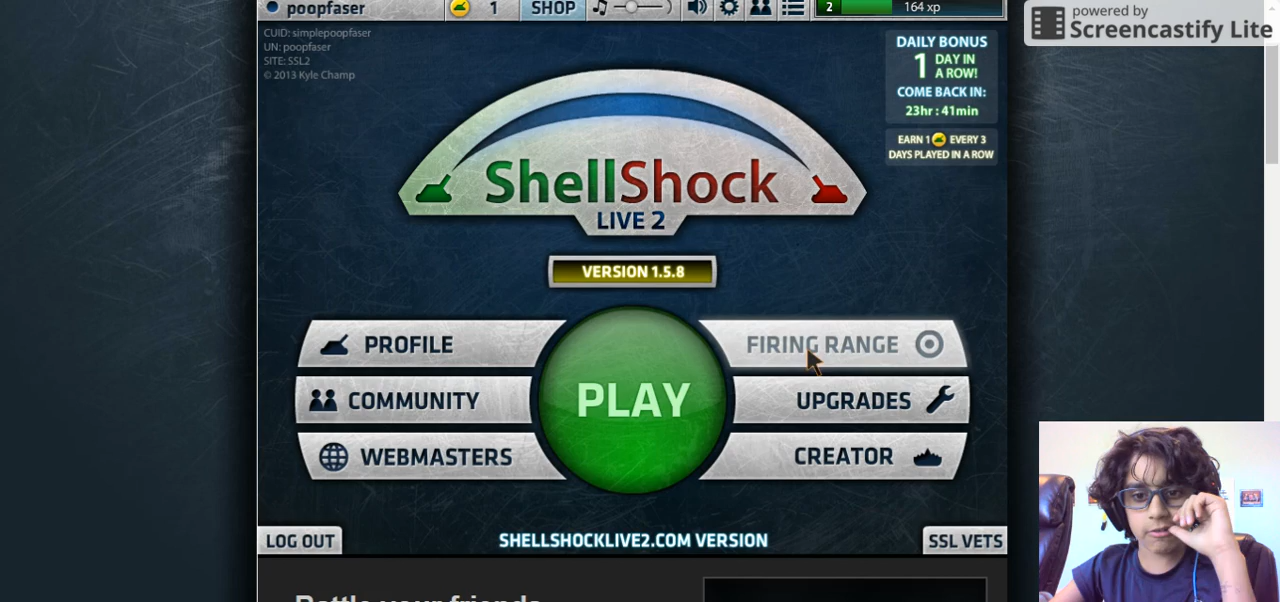 poopfaser
1
SHOP
2
164 xp
powered by
Screencastify Lite
CUID: simplepoopfaser
UN: poopfaser
SITE: SSL2
© 2013 Kyle Champ
DAILY BONUS
1 DAY IN A ROW!
COME BACK IN:
23hr : 41min
EARN 1 EVERY 3
DAYS PLAYED IN A ROW
ShellShock
LIVE 2
VERSION 1.5.8
PROFILE
FIRING RANGE
COMMUNITY
PLAY
UPGRADES
WEBMASTERS
CREATOR
LOG OUT
SHELLSHOCKLIVE2.COM VERSION
SSL VETS
Battle your friends